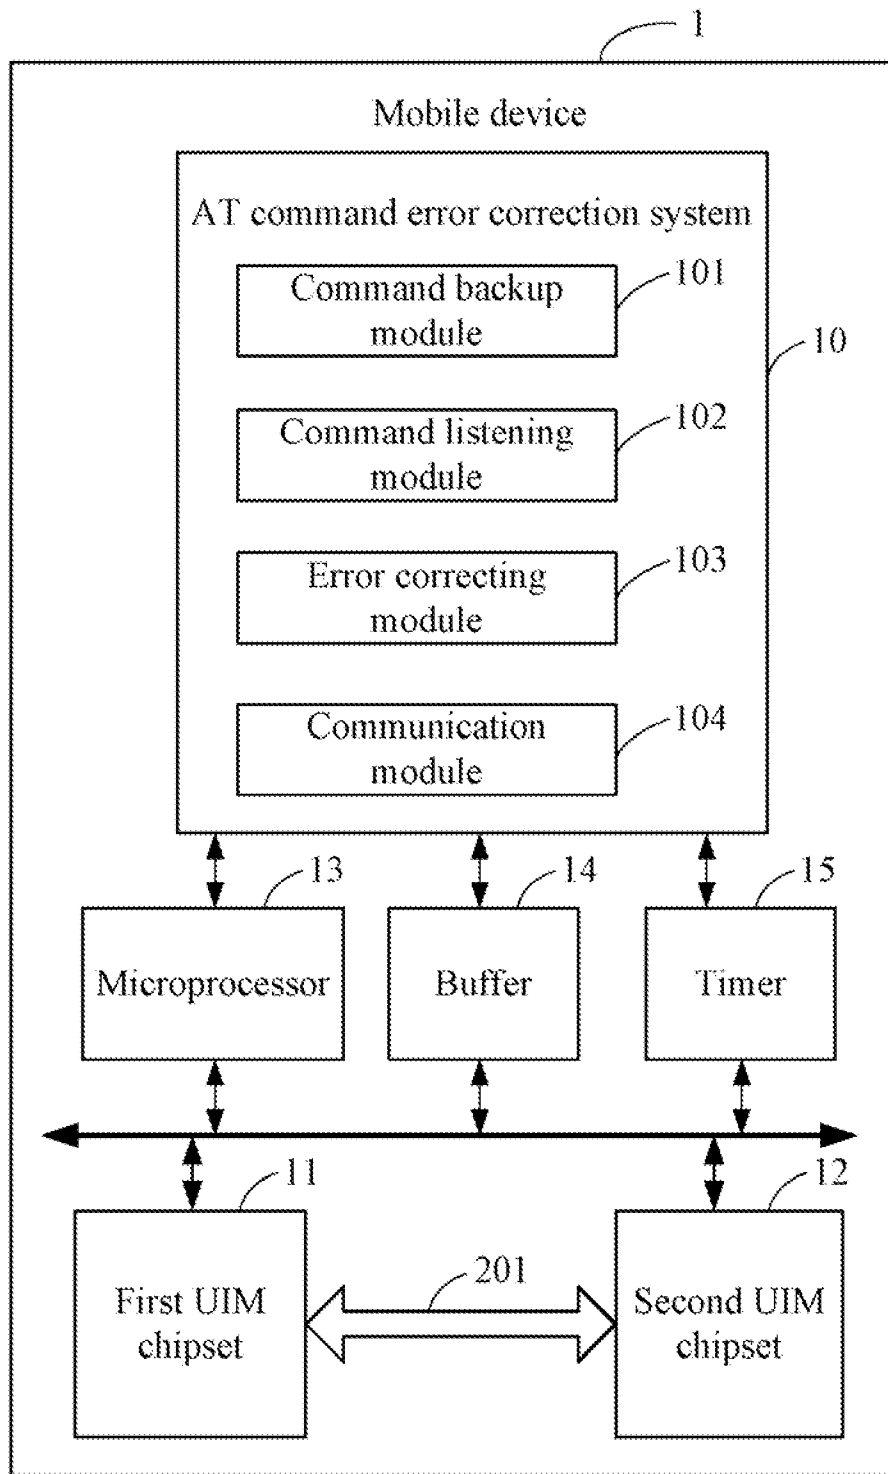 1
Mobile device
AT command error correction system
Command backup
module
101
10
Command listening
module
102
Error correcting
module
103
Communication
module
104
13
14
15
Microprocessor
Buffer
Timer
11
12
First UIM
chipset
201
Second UIM
chipset